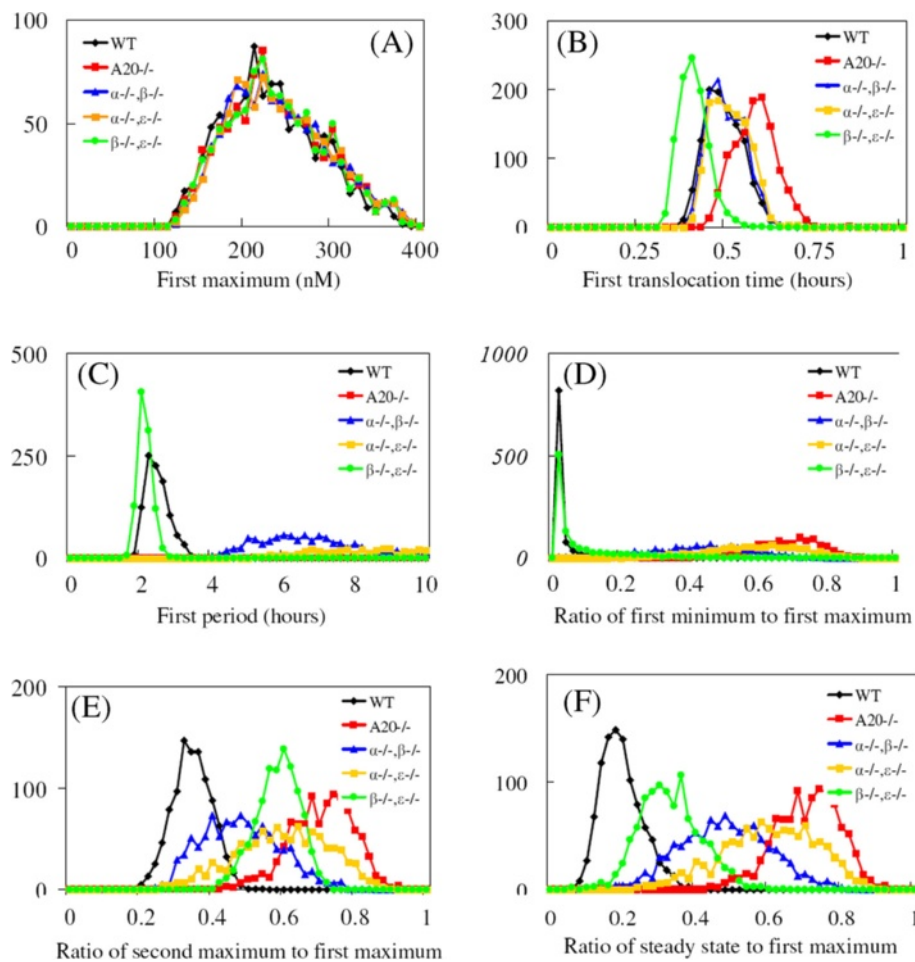 100
50
0
(A)
WT
A20-/-
α-/-,β-/-
α-/-,ε-/-
β-/-,ε-/-
0 100 200 300 400
First maximum (nM)
300
200
100
0
(B)
WT
A20-/-
α-/-,β-/-
α-/-,ε-/-
β-/-,ε-/-
0 0.25 0.5 0.75 1
First translocation time (hours)
500
250
0
(C)
WT
A20-/-
α-/-,β-/-
α-/-,ε-/-
β-/-,ε-/-
0 2 4 6 8 10
First period (hours)
1000
500
0
(D)
WT
A20-/-
α-/-,β-/-
α-/-,ε-/-
β-/-,ε-/-
0 0.2 0.4 0.6 0.8 1
Ratio of first minimum to first maximum
200
100
0
(E)
WT
A20-/-
α-/-,β-/-
α-/-,ε-/-
β-/-,ε-/-
0 0.2 0.4 0.6 0.8 1
Ratio of second maximum to first maximum
200
100
0
(F)
WT
A20-/-
α-/-,β-/-
α-/-,ε-/-
β-/-,ε-/-
0 0.2 0.4 0.6 0.8 1
Ratio of steady state to first maximum